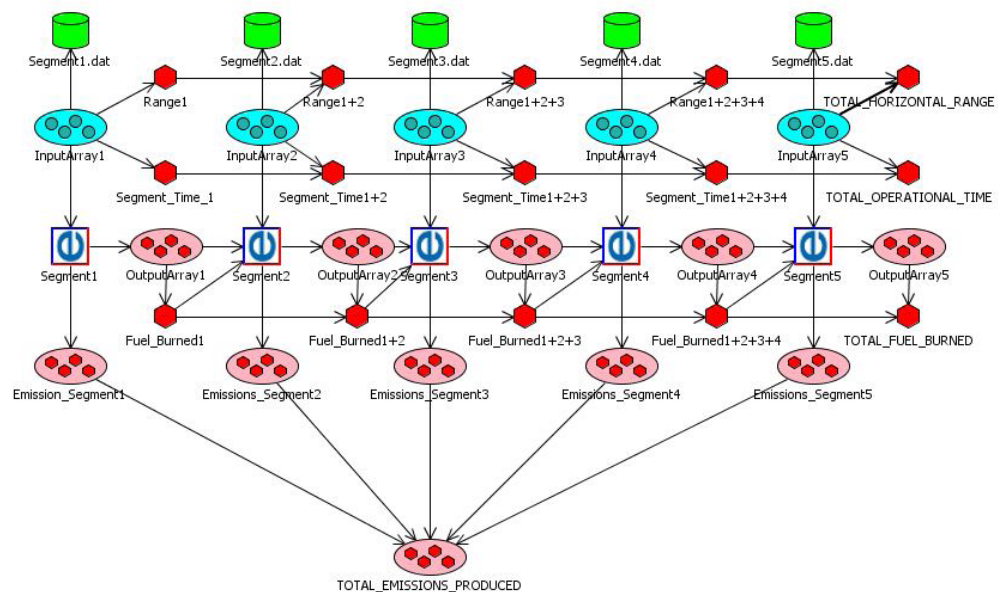 Segment1.dat Segment2.dat Segment3.dat Segment4.dat Segment5.dat
Range1 Range1+2 Range1+2+3 Range1+2+3+4 TOTAL_HORIZONTAL_RANGE
InputArray1 InputArray2 InputArray3 InputArray4 InputArray5
Segment_Time_1 Segment_Time1+2 Segment_Time1+2+3 Segment_Time1+2+3+4 TOTAL_OPERATIONAL_TIME
e e e e e
Segment1 OutputArray1 Segment2 OutputArray2 Segment3 OutputArray3 Segment4 OutputArray4 Segment5 OutputArray5
Fuel_Burned1 Fuel_Burned1+2 Fuel_Burned1+2+3 Fuel_Burned1+2+3+4 TOTAL_FUEL_BURNED
Emission_Segment1 Emissions_Segment2 Emissions_Segment3 Emissions_Segment4 Emissions_Segment5
TOTAL_EMISSIONS_PRODUCED